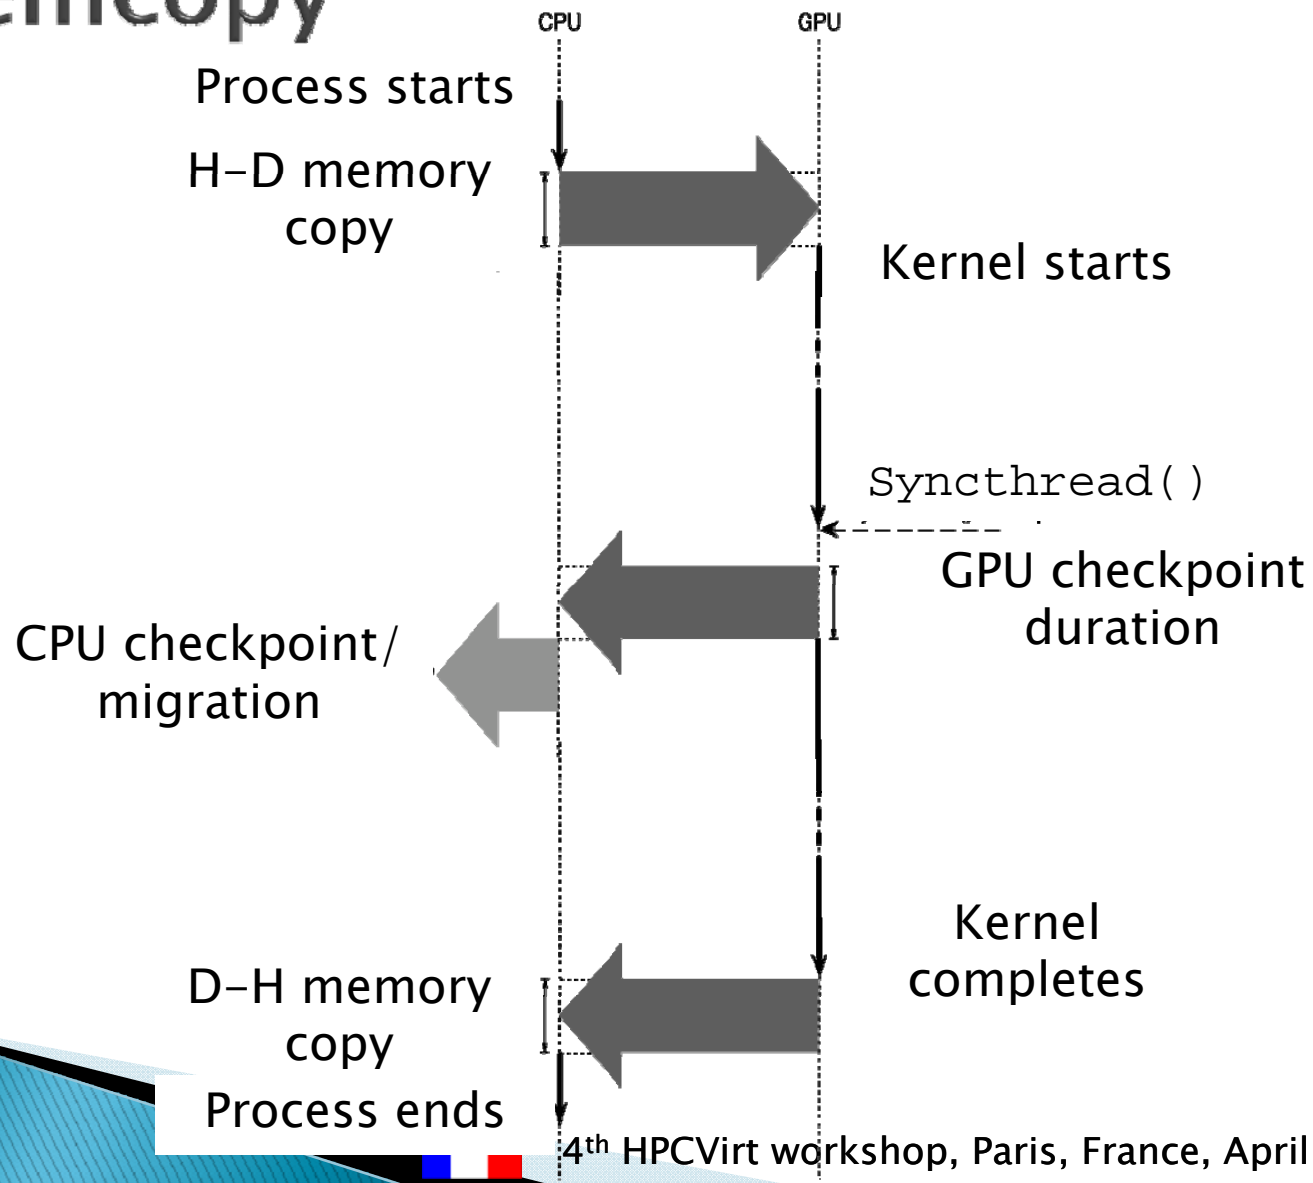 CPU
GPU
Process starts
H-D memory
copy
Kernel starts
Syncthread()
GPU checkpoint
duration
CPU checkpoint/
migration
Kernel
completes
D-H memory
copy
Process ends
4th HPCVirt workshop, Paris, France, April